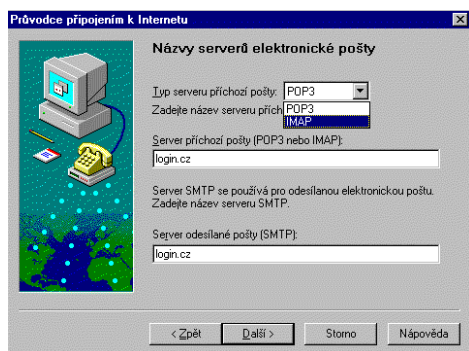 Průvodce připojením k Internetu
Názvy serverů elektronické pošty
Typ serveru příchozí pošty: POP3
Zadejte název serveru přích
POP3
IMAP
Server příchozí pošty (POP3 nebo IMAP):
login.cz
Server SMTP se používá pro odesílanou elektronickou poštu.
Zadejte název serveru SMTP.
Server odesílané pošty (SMTP):
login.cz
< Zpět Další > Storno Nápověda